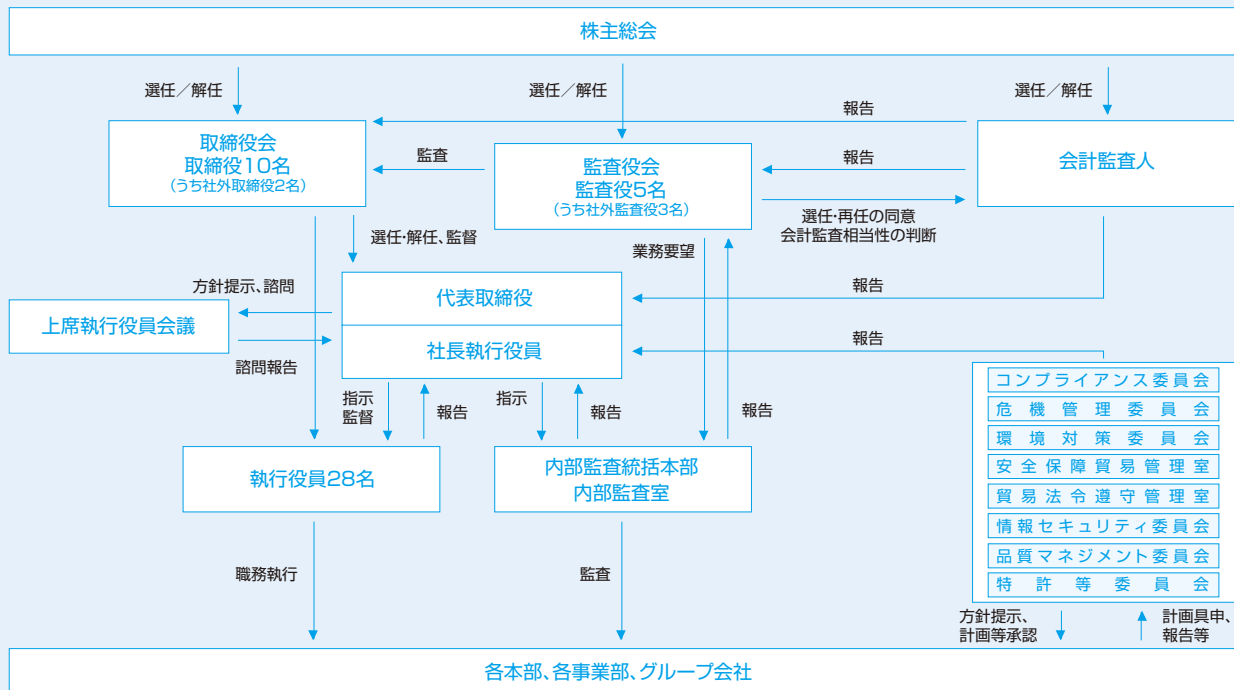 株主総会
選任／解任
選任／解任
選任／解任
報告
取締役会
取締役10名
（うち社外取締役2名）
監査
監査役会
監査役5名
（うち社外監査役3名）
報告
会計監査人
選任・再任の同意
会計監査相当性の判断
選任・解任、監督
業務要望
方針提示、諮問
代表取締役
報告
上席執行役員会議
社長執行役員
報告
諮問報告
指示
監督
報告
指示
報告
報告
コンプライアンス委員会
危機管理委員会
環境対策委員会
安全保障貿易管理室
貿易法令遵守管理室
情報セキュリティ委員会
品質マネジメント委員会
特許等委員会
執行役員28名
内部監査統括本部
内部監査室
職務執行
監査
方針提示、
計画等承認
計画具申、
報告等
各本部、各事業部、グループ会社